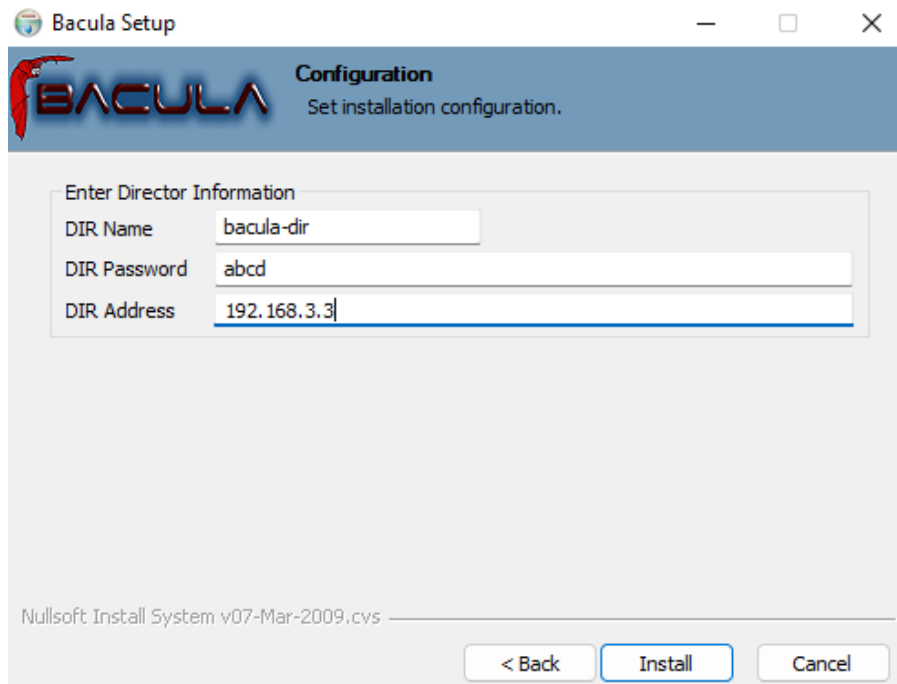 Bacula Setup
BACULA
Configuration
Set installation configuration.
Enter Director Information
DIR Name bacula-dir
DIR Password abcd
DIR Address 192.168.3.3
Nullsoft Install System v07-Mar-2009.cvs
< Back Install Cancel